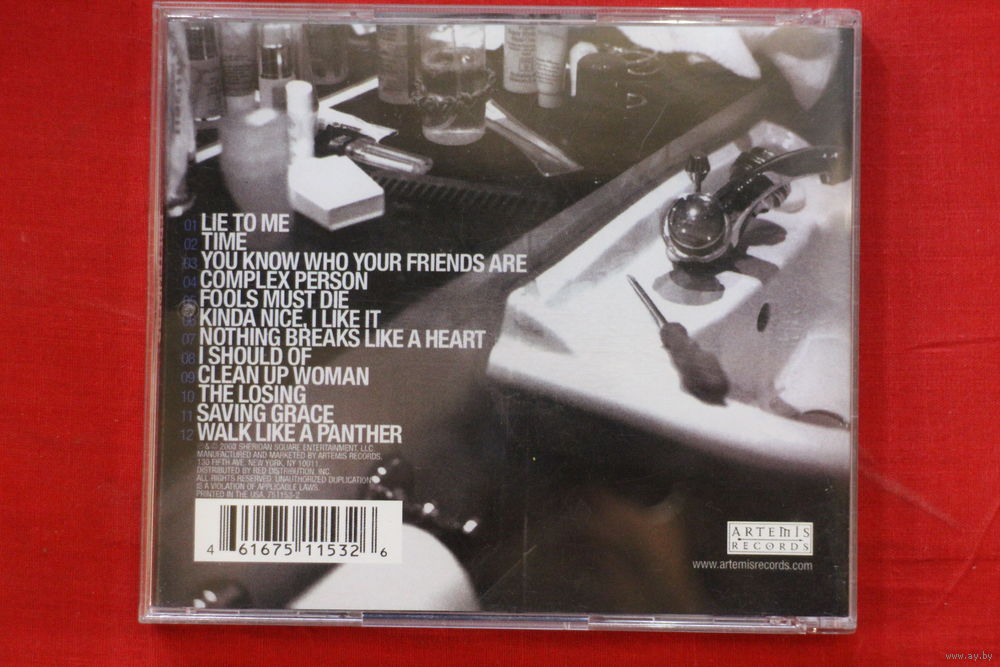 01 LIE TO ME
02 TIME
03 YOU KNOW WHO YOUR FRIENDS ARE
04 COMPLEX PERSON
05 FOOLS MUST DIE
06 KINDA NICE, I LIKE IT
07 NOTHING BREAKS LIKE A HEART
08 I SHOULD OF
09 CLEAN UP WOMAN
10 THE LOSING
11 SAVING GRACE
12 WALK LIKE A PANTHER
℗ & © 2003 SHERIDAN SQUARE ENTERTAINMENT, LLC.
MANUFACTURED AND MARKETED BY ARTEMIS RECORDS,
130 FIFTH AVE. NEW YORK, NY 10011.
DISTRIBUTED BY RED DISTRIBUTION, INC.
ALL RIGHTS RESERVED. UNAUTHORIZED DUPLICATION
IS A VIOLATION OF APPLICABLE LAWS.
PRINTED IN THE USA. 751153-2
4 61675 11532 6
ARTEMIS
RECORDS
www.artemisrecords.com
www.ay.by